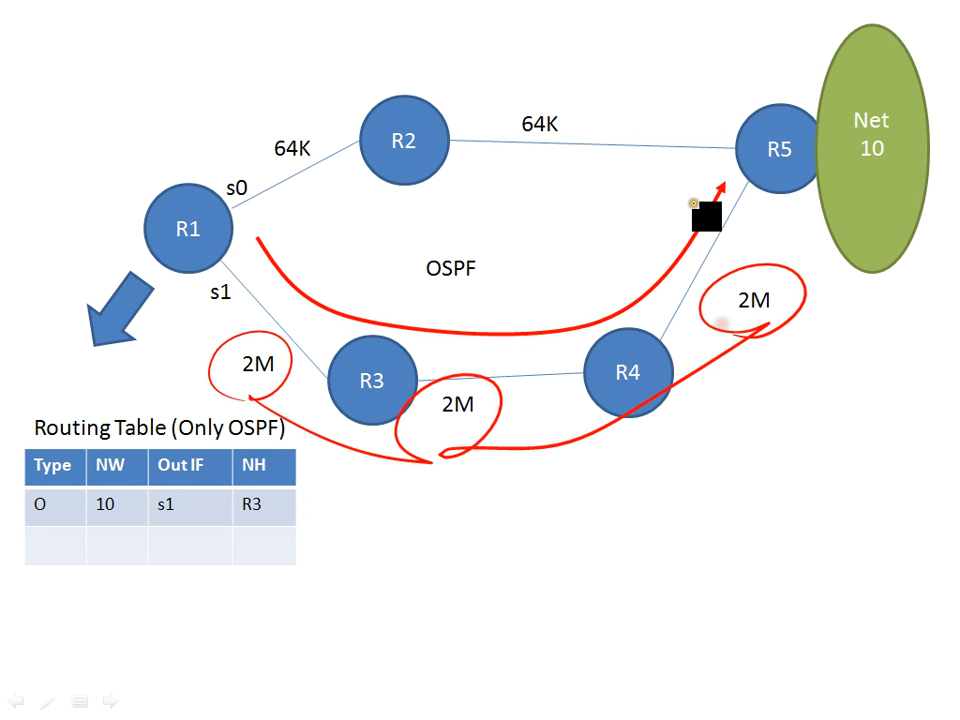 Net
10
64K
R2
64K
R5
s0
R1
OSPF
s1
2M
2M
R3
R4
2M
Routing Table (Only OSPF)
Type NW Out IF NH
O 10 s1 R3